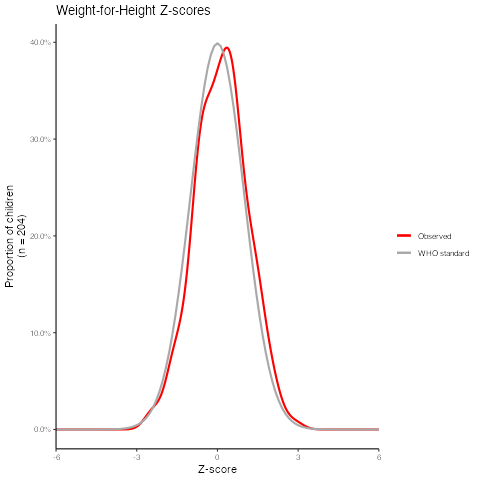 Weight-for-Height Z-scores
40.0%
30.0%
20.0%
10.0%
0.0%
Proportion of children
(n = 204)
-6
-3
0
3
6
Z-score
Observed
WHO standard